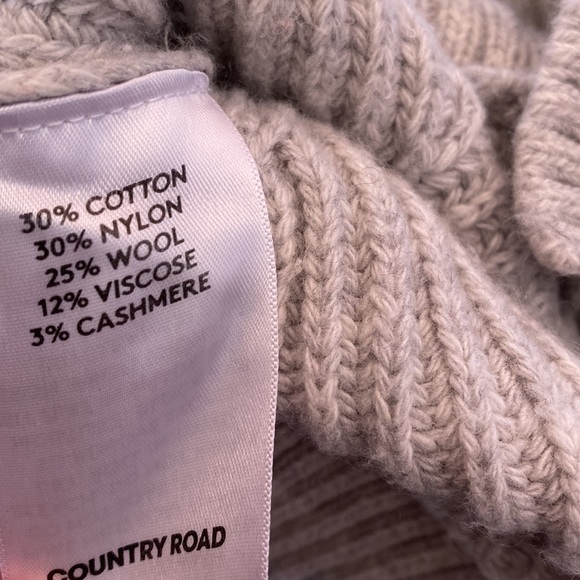 30% COTTON
30% NYLON
25% WOOL
12% VISCOSE
3% CASHMERE
COUNTRY ROAD